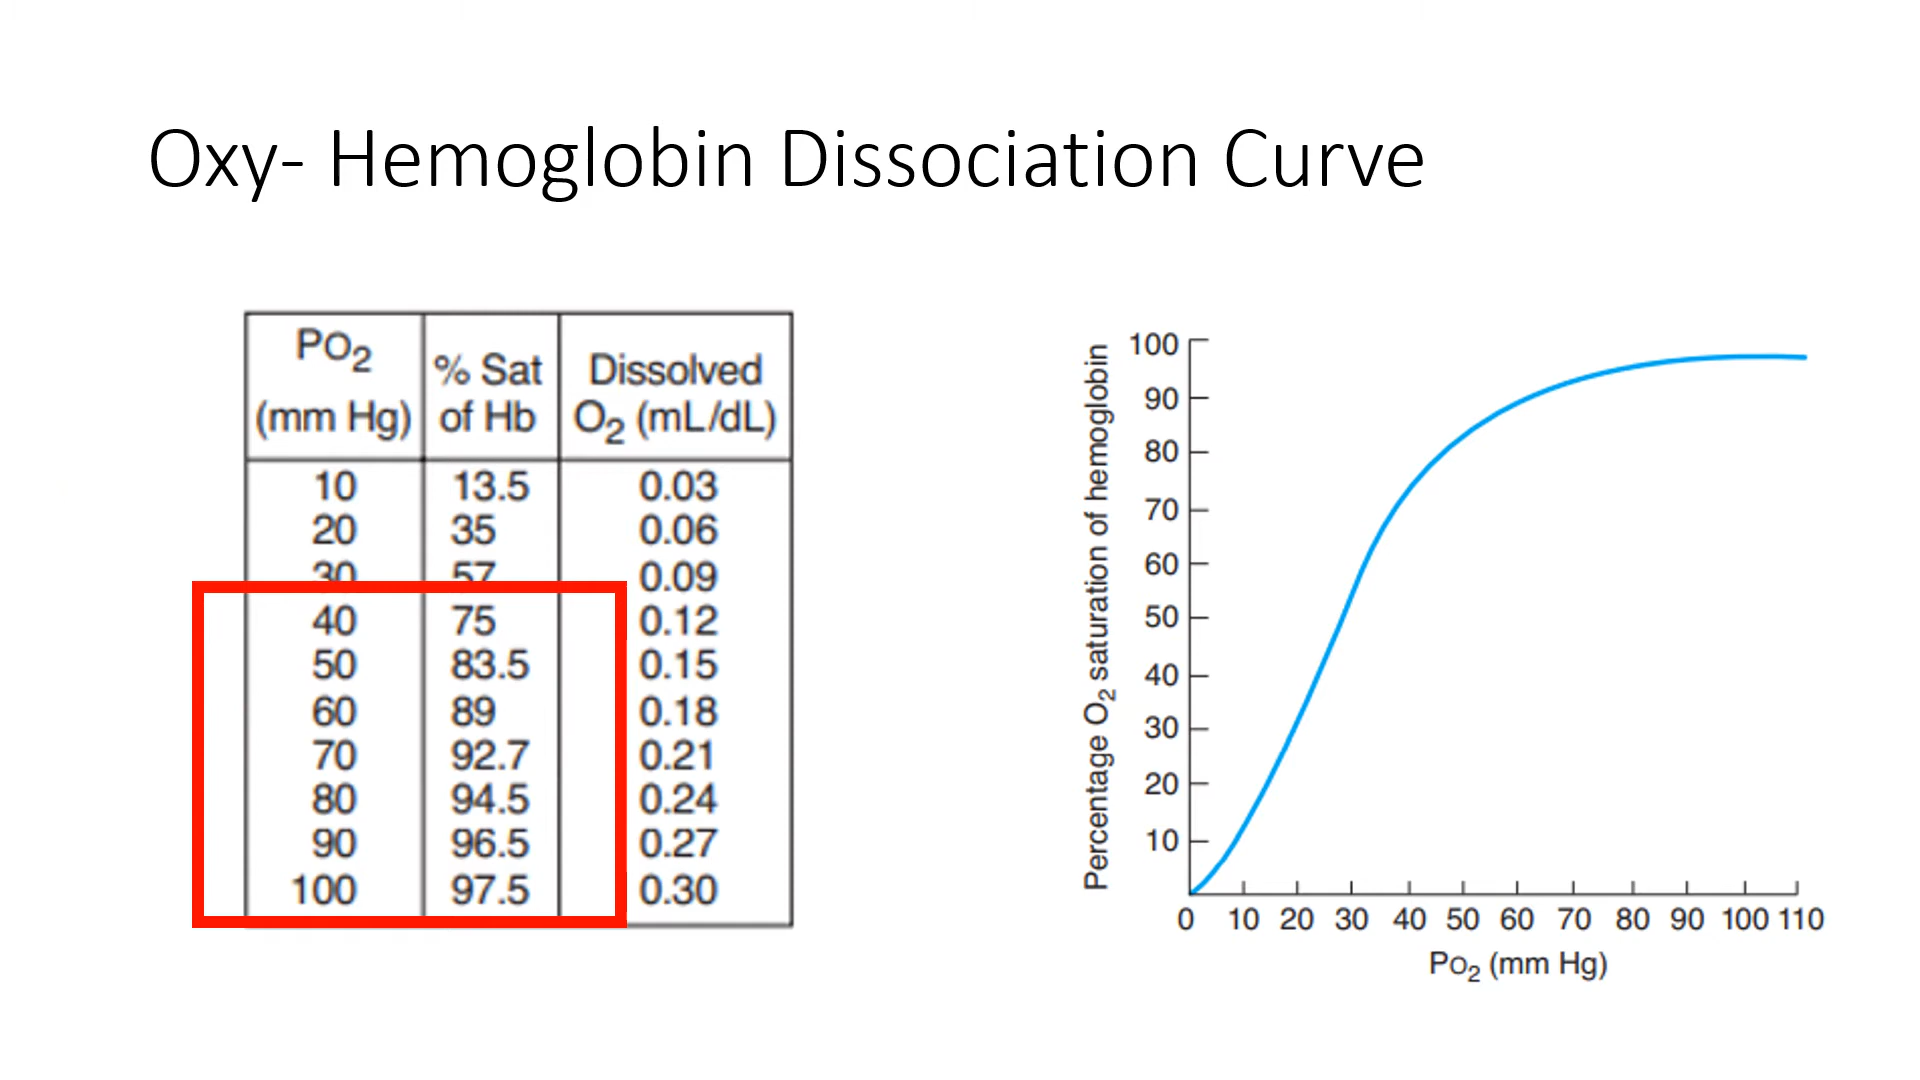 Oxy- Hemoglobin Dissociation Curve
PO₂
(mm Hg)
% Sat
of Hb
Dissolved
O₂ (mL/dL)
10 13.5 0.03
20 35 0.06
30 57 0.09
40 75 0.12
50 83.5 0.15
60 89 0.18
70 92.7 0.21
80 94.5 0.24
90 96.5 0.27
100 97.5 0.30
Percentage O₂ saturation of hemoglobin
100
90
80
70
60
50
40
30
20
10
0 10 20 30 40 50 60 70 80 90 100 110
PO₂ (mm Hg)